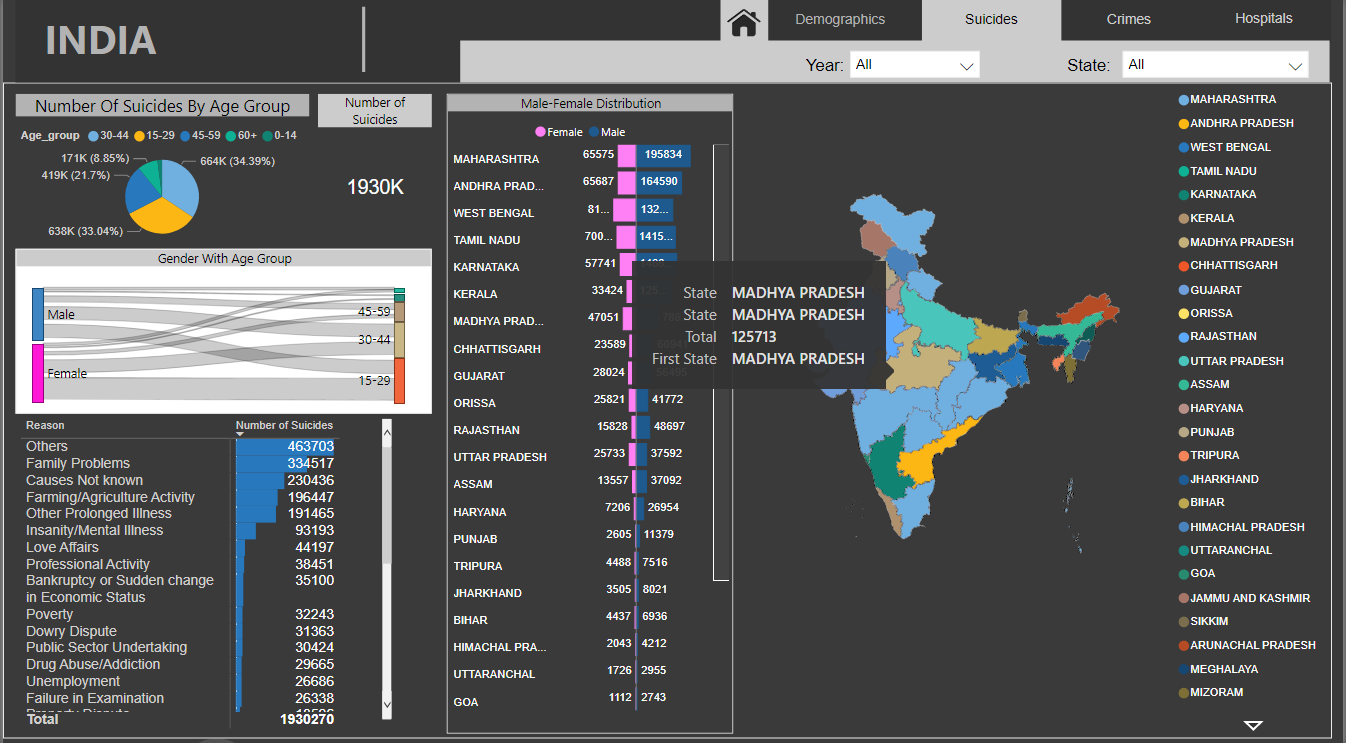 INDIA
Demographics
Suicides
Crimes
Hospitals
Year: All
State: All
Number Of Suicides By Age Group
Age_group 30-44 15-29 45-59 60+ 0-14
171K (8.85%)
664K (34.39%)
419K (21.7%)
638K (33.04%)
Number of
Suicides
1930K
Gender With Age Group
Male
Female
45-59
30-44
15-29
Reason Number of Suicides
Others 463703
Family Problems 334517
Causes Not known 230436
Farming/Agriculture Activity 196447
Other Prolonged Illness 191465
Insanity/Mental Illness 93193
Love Affairs 44197
Professional Activity 38451
Bankruptcy or Sudden change 35100
in Economic Status
Poverty 32243
Dowry Dispute 31363
Public Sector Undertaking 30424
Drug Abuse/Addiction 29665
Unemployment 26686
Failure in Examination 26338
Total 1930270
Male-Female Distribution
Female Male
MAHARASHTRA 65575 195834
ANDHRA PRAD... 65687 164590
WEST BENGAL 81... 132...
TAMIL NADU 700... 1415...
KARNATAKA 57741
KERALA 33424
MADHYA PRAD... 47051
CHHATTISGARH 23589
GUJARAT 28024
ORISSA 25821 41772
RAJASTHAN 15828 48697
UTTAR PRADESH 25733 37592
ASSAM 13557 37092
HARYANA 7206 26954
PUNJAB 2605 11379
TRIPURA 4488 7516
JHARKHAND 3505 8021
BIHAR 4437 6936
HIMACHAL PRA... 2043 4212
UTTARANCHAL 1726 2955
GOA 1112 2743
State MADHYA PRADESH
State MADHYA PRADESH
Total 125713
First State MADHYA PRADESH
MAHARASHTRA
ANDHRA PRADESH
WEST BENGAL
TAMIL NADU
KARNATAKA
KERALA
MADHYA PRADESH
CHHATTISGARH
GUJARAT
ORISSA
RAJASTHAN
UTTAR PRADESH
ASSAM
HARYANA
PUNJAB
TRIPURA
JHARKHAND
BIHAR
HIMACHAL PRADESH
UTTARANCHAL
GOA
JAMMU AND KASHMIR
SIKKIM
ARUNACHAL PRADESH
MEGHALAYA
MIZORAM